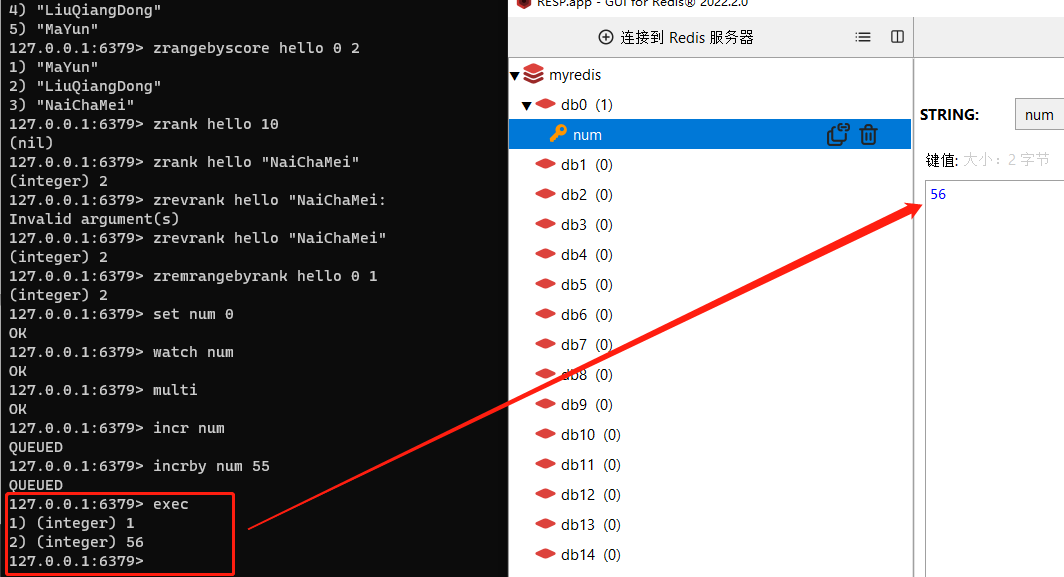 4) "LiuQiangDong"
5) "MaYun"
127.0.0.1:6379> zrangebyscore hello 0 2
1) "MaYun"
2) "LiuQiangDong"
3) "NaiChaMei"
127.0.0.1:6379> zrank hello 10
(nil)
127.0.0.1:6379> zrank hello "NaiChaMei"
(integer) 2
127.0.0.1:6379> zrevrank hello "NaiChaMei:
Invalid argument(s)
127.0.0.1:6379> zrevrank hello "NaiChaMei"
(integer) 2
127.0.0.1:6379> zremrangebyrank hello 0 1
(integer) 2
127.0.0.1:6379> set num 0
OK
127.0.0.1:6379> watch num
OK
127.0.0.1:6379> multi
OK
127.0.0.1:6379> incr num
QUEUED
127.0.0.1:6379> incrby num 55
QUEUED
127.0.0.1:6379> exec
1) (integer) 1
2) (integer) 56
127.0.0.1:6379>
RESP.app - GUI for Redis® 2022.2.0
连接到 Redis 服务器
myredis
db0 (1)
num
db1 (0)
db2 (0)
db3 (0)
db4 (0)
db5 (0)
db6 (0)
db7 (0)
db8 (0)
db9 (0)
db10 (0)
db11 (0)
db12 (0)
db13 (0)
db14 (0)
STRING: num
键值: 大小: 2 字节
56